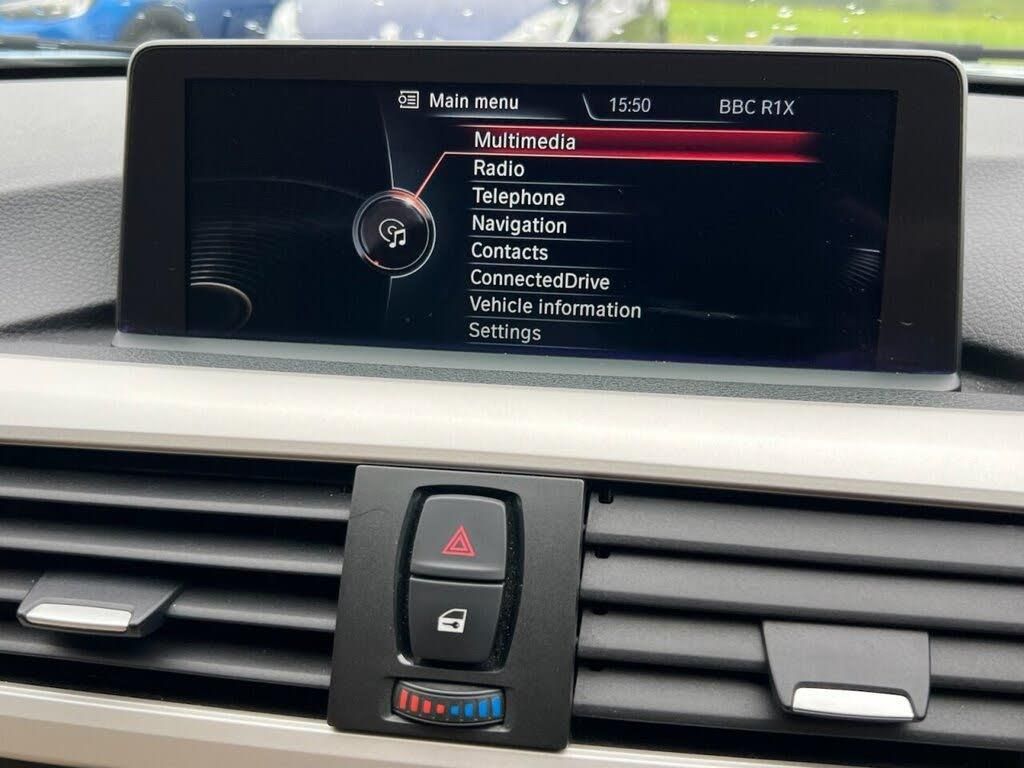 Main menu 15:50 BBC R1X
Multimedia
Radio
Telephone
Navigation
Contacts
ConnectedDrive
Vehicle information
Settings